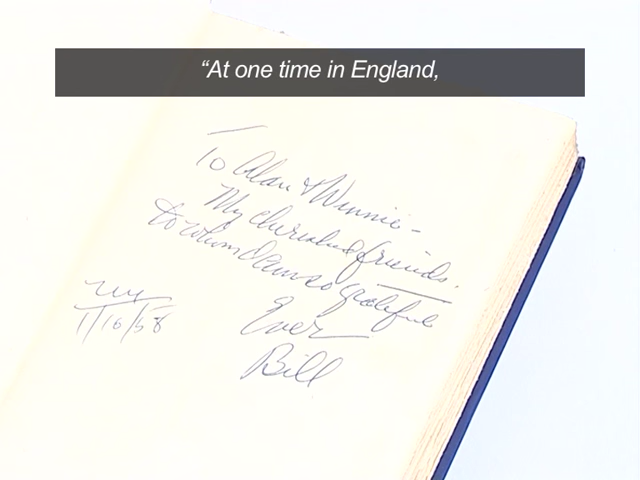 “At one time in England,
To Alan & Winnie -
My cherished friends.
to whom I am so grateful
Ever
Bill
NY
1/16/58